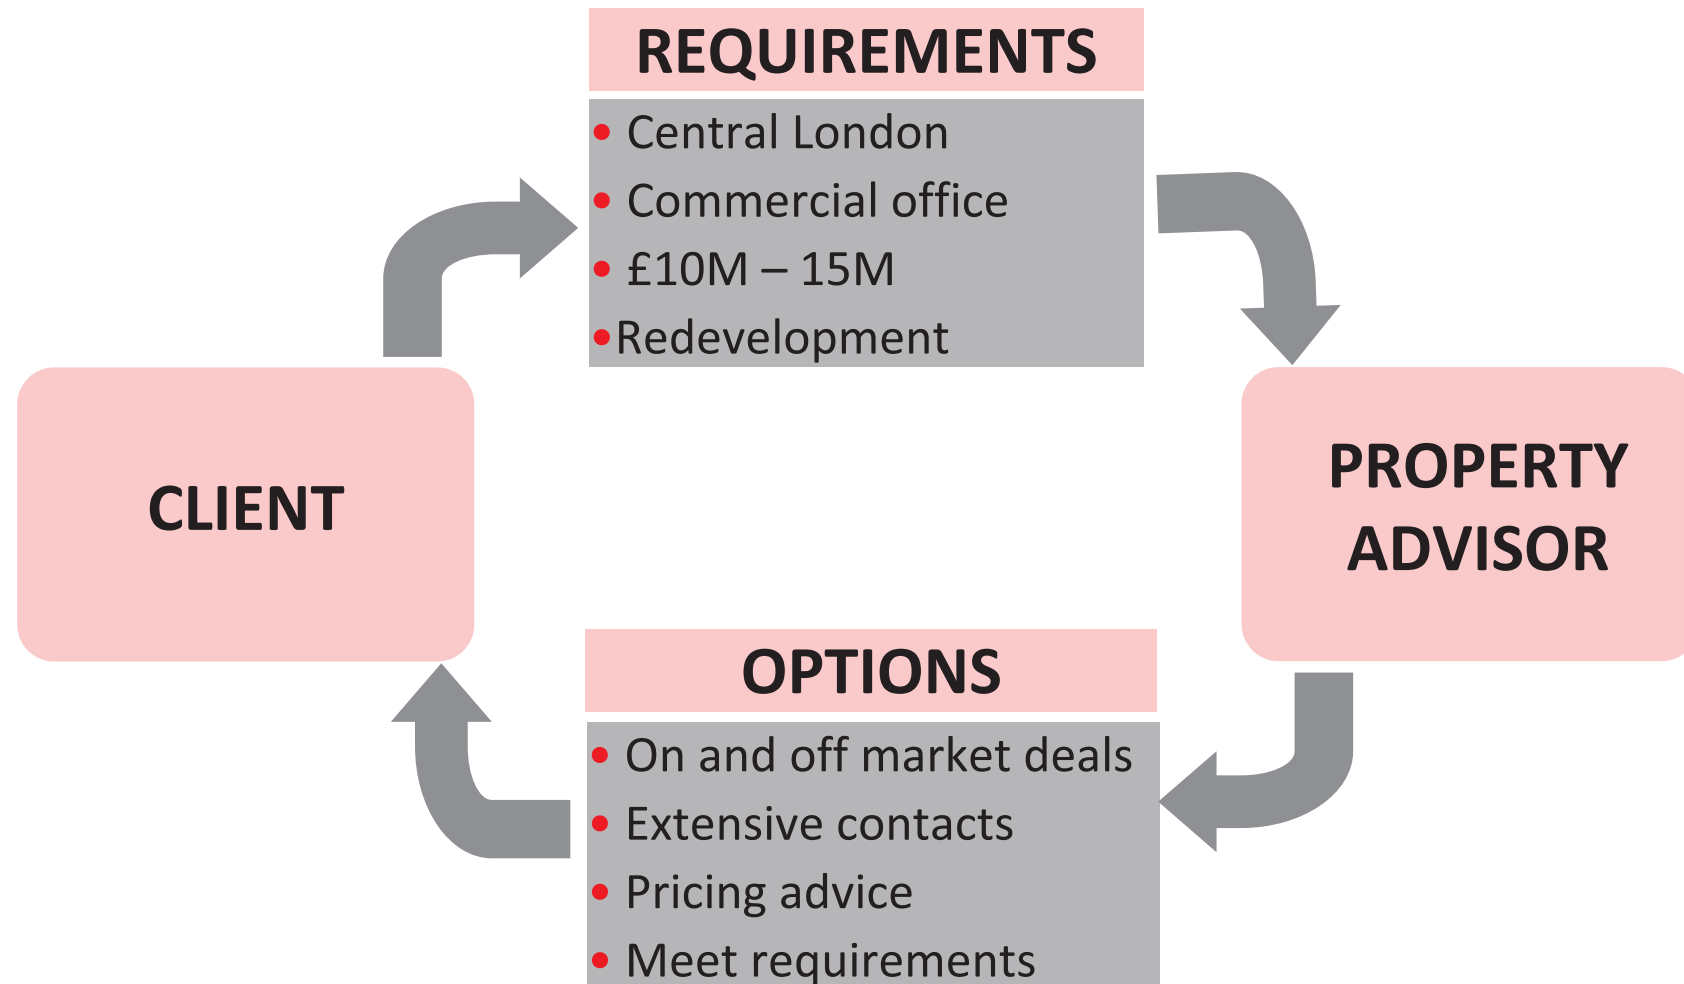 REQUIREMENTS
• Central London
• Commercial office
• £10M – 15M
•Redevelopment
CLIENT
PROPERTY
ADVISOR
OPTIONS
• On and off market deals
• Extensive contacts
• Pricing advice
• Meet requirements